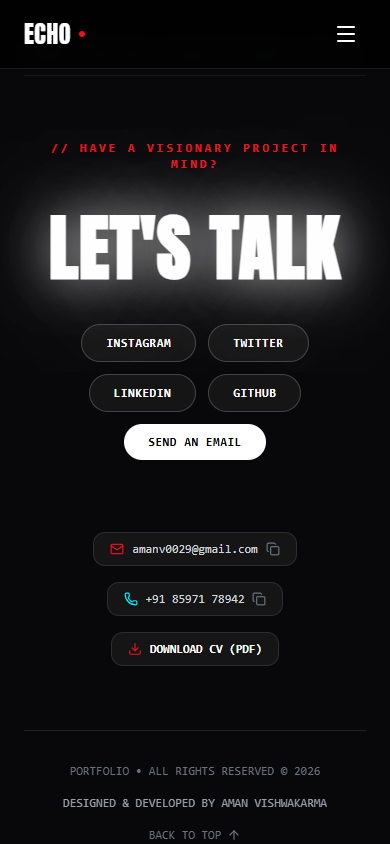 ECHO
// HAVE A VISIONARY PROJECT IN
MIND?
LET'S TALK
INSTAGRAM
TWITTER
LINKEDIN
GITHUB
SEND AN EMAIL
amanv0029@gmail.com
+91 85971 78942
DOWNLOAD CV (PDF)
PORTFOLIO • ALL RIGHTS RESERVED © 2026
DESIGNED & DEVELOPED BY AMAN VISHWAKARMA
BACK TO TOP ↑